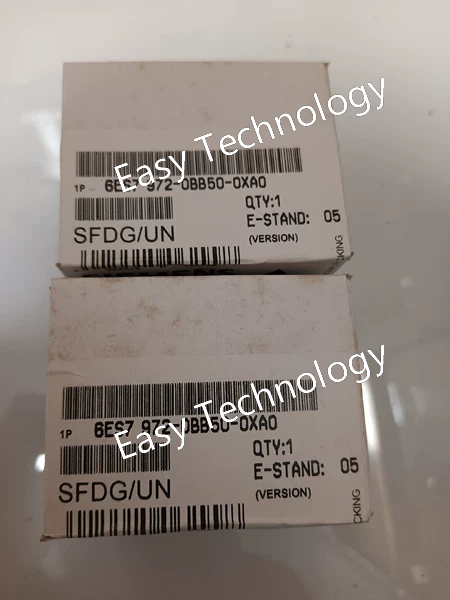 Easy Technology
1P 6ES7 972-0BB50-0XA0
QTY:1
E-STAND: 05
SFDG/UN
(VERSION)
CKING
Easy Technology
1P 6ES7 972-0BB50-0XA0
QTY:1
E-STAND: 05
SFDG/UN
(VERSION)
CKING